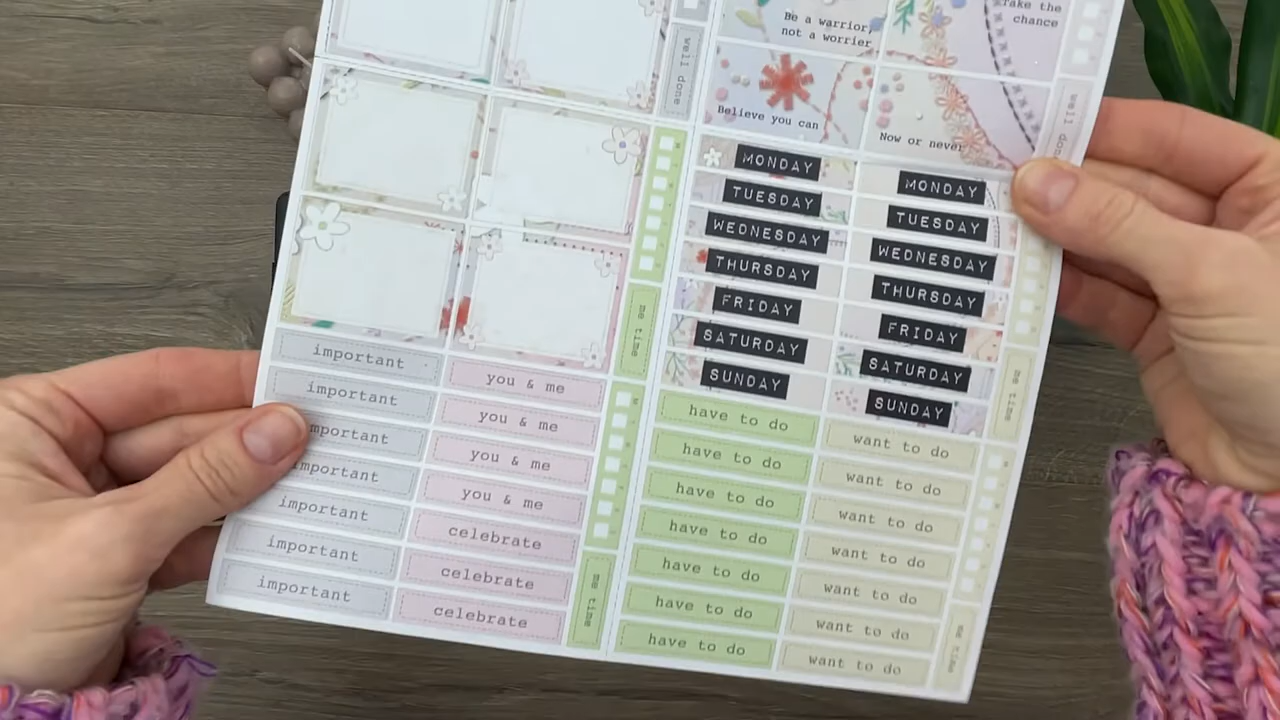 Be a warrior,
not a worrier
Take the
chance
well done
Believe you can
Now or never
well done
MONDAY
TUESDAY
WEDNESDAY
THURSDAY
FRIDAY
SATURDAY
SUNDAY
MONDAY
TUESDAY
WEDNESDAY
THURSDAY
FRIDAY
SATURDAY
SUNDAY
me time
me time
important
important
mportant
important
important
important
important
you & me
you & me
you & me
you & me
celebrate
celebrate
celebrate
me time
have to do
have to do
have to do
have to do
have to do
have to do
have to do
want to do
want to do
want to do
want to do
want to do
want to do
want to do
me time